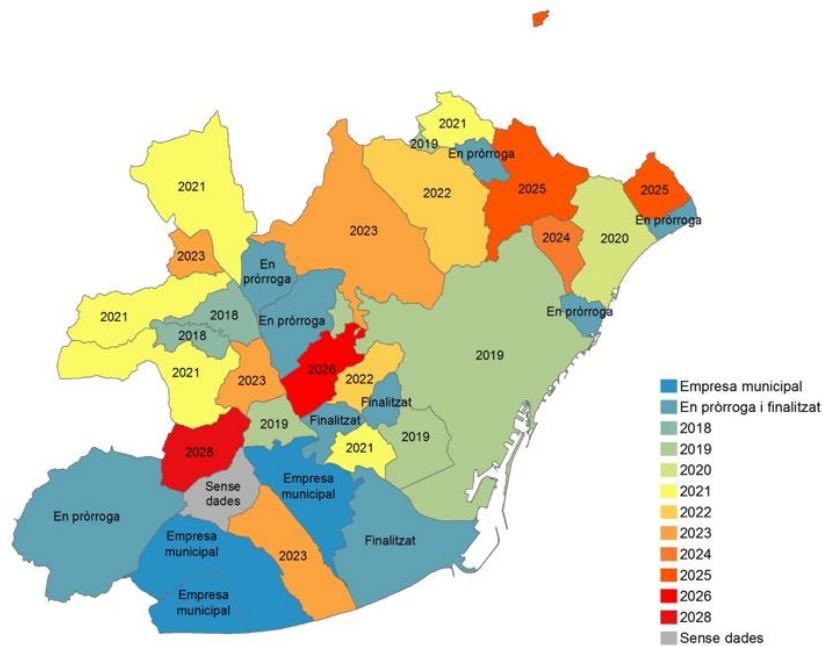 2021
2019
En pròrroga
2021
2022
2025
2025
En pròrroga
2023
2023
2024
2020
En
pròrroga
2021
2018
En pròrroga
En pròrroga
2018
2019
2021
2023
2026
2022
Finalitzat
Finalitzat
2019
2019
2021
2028
Sense
dades
Empresa
municipal
En pròrroga
Empresa
municipal
2023
Finalitzat
Empresa
municipal
Empresa municipal
En pròrroga i finalitzat
2018
2019
2020
2021
2022
2023
2024
2025
2026
2028
Sense dades